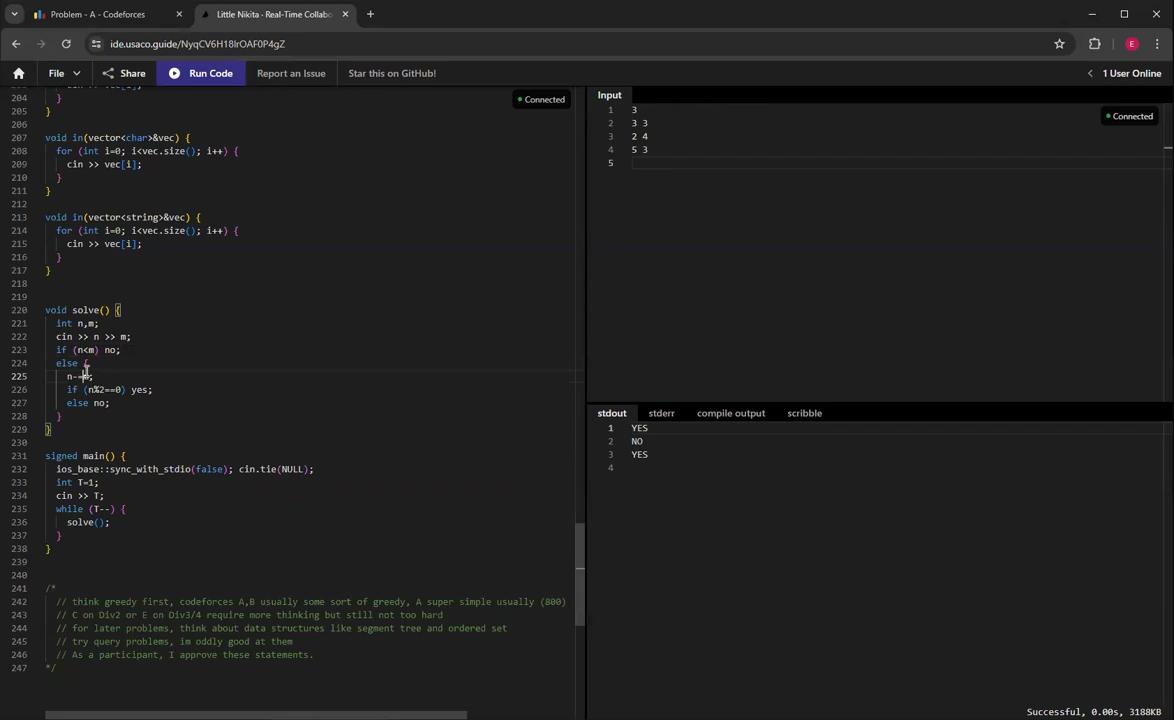 Problem - A - Codeforces
Little Nikita · Real-Time Collabo
ide.usaco.guide/NyqCV6H18lrOAF0P4gZ
E
File
Share
Run Code
Report an Issue
Star this on GitHub!
1 User Online
204 }
205 }
206
207 void in(vector<char>&vec) {
208 for (int i=0; i<vec.size(); i++) {
209 cin >> vec[i];
210 }
211 }
212
213 void in(vector<string>&vec) {
214 for (int i=0; i<vec.size(); i++) {
215 cin >> vec[i];
216 }
217 }
218
219
220 void solve() {
221 int n,m;
222 cin >> n >> m;
223 if (n<m) no;
224 else {
225
226 if (n%2==0) yes;
227 else no;
228 }
229 }
230
231 signed main() {
232 ios_base::sync_with_stdio(false); cin.tie(NULL);
233 int T=1;
234 cin >> T;
235 while (T--) {
236 solve();
237 }
238 }
239
240
241 /*
242 // think greedy first, codeforces A,B usually some sort of greedy, A super simple usually (800)
243 // C on Div2 or E on Div3/4 require more thinking but still not too hard
244 // for later problems, think about data structures like segment tree and ordered set
245 // try query problems, im oddly good at them
246 // As a participant, I approve these statements.
247 */
Connected
Input
1 3
2 3 3
3 2 4
4 5 3
5
Connected
stdout
stderr
compile output
scribble
1 YES
2 NO
3 YES
4
Successful, 0.00s, 3188KB